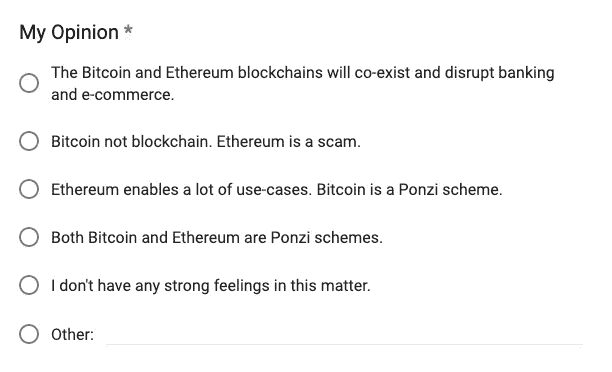 My Opinion *
The Bitcoin and Ethereum blockchains will co-exist and disrupt banking
and e-commerce.
Bitcoin not blockchain. Ethereum is a scam.
Ethereum enables a lot of use-cases. Bitcoin is a Ponzi scheme.
Both Bitcoin and Ethereum are Ponzi schemes.
I don't have any strong feelings in this matter.
Other: